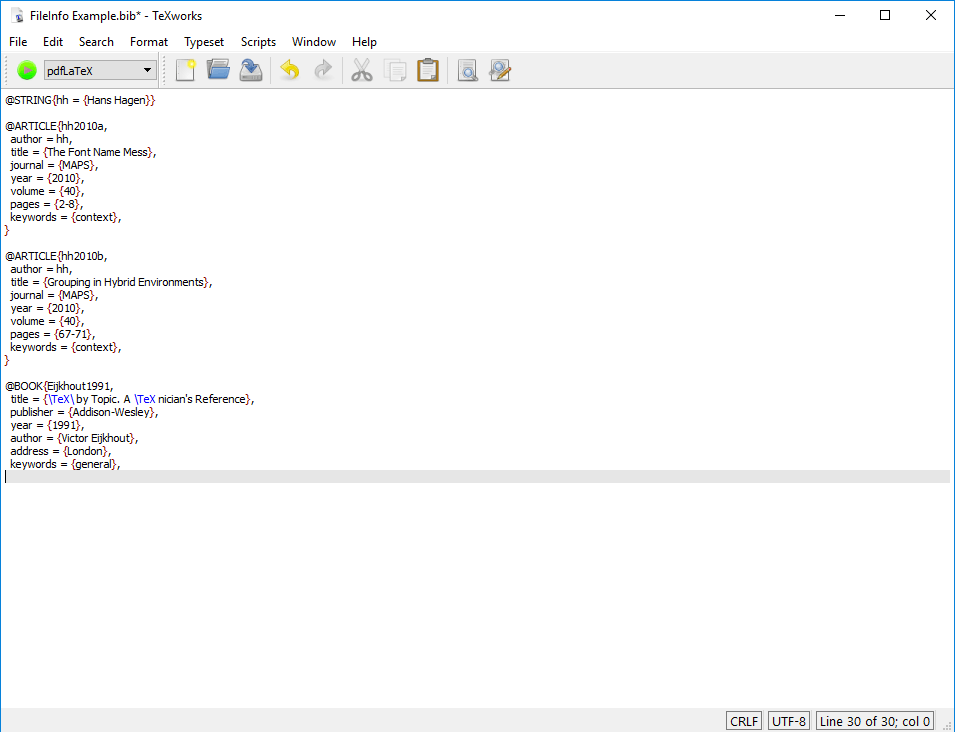 FileInfo Example.bib* - TeXworks
File Edit Search Format Typeset Scripts Window Help
pdfLaTeX
@STRING{hh = {Hans Hagen}}
@ARTICLE{hh2010a,
author = hh,
title = {The Font Name Mess},
journal = {MAPS},
year = {2010},
volume = {40},
pages = {2-8},
keywords = {context},
}
@ARTICLE{hh2010b,
author = hh,
title = {Grouping in Hybrid Environments},
journal = {MAPS},
year = {2010},
volume = {40},
pages = {67-71},
keywords = {context},
}
@BOOK{Eijkhout1991,
title = {\TeX\ by Topic. A \TeX nician's Reference},
publisher = {Addison-Wesley},
year = {1991},
author = {Victor Eijkhout},
address = {London},
keywords = {general},
CRLF UTF-8 Line 30 of 30; col 0